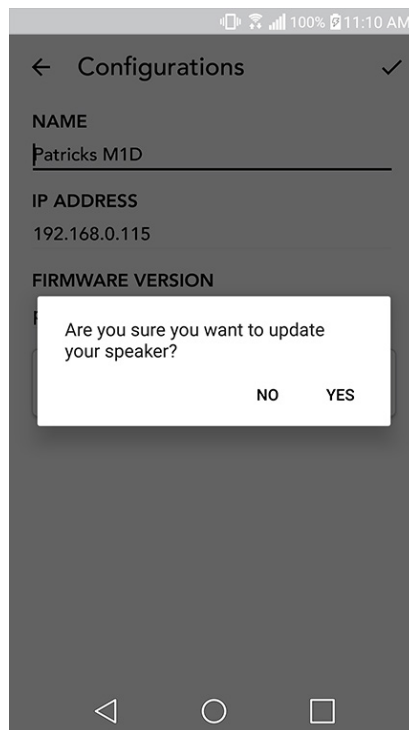 100% 11:10 AM
Configurations
NAME
Patricks M1D
IP ADDRESS
192.168.0.115
FIRMWARE VERSION
Are you sure you want to update
your speaker?
NO YES